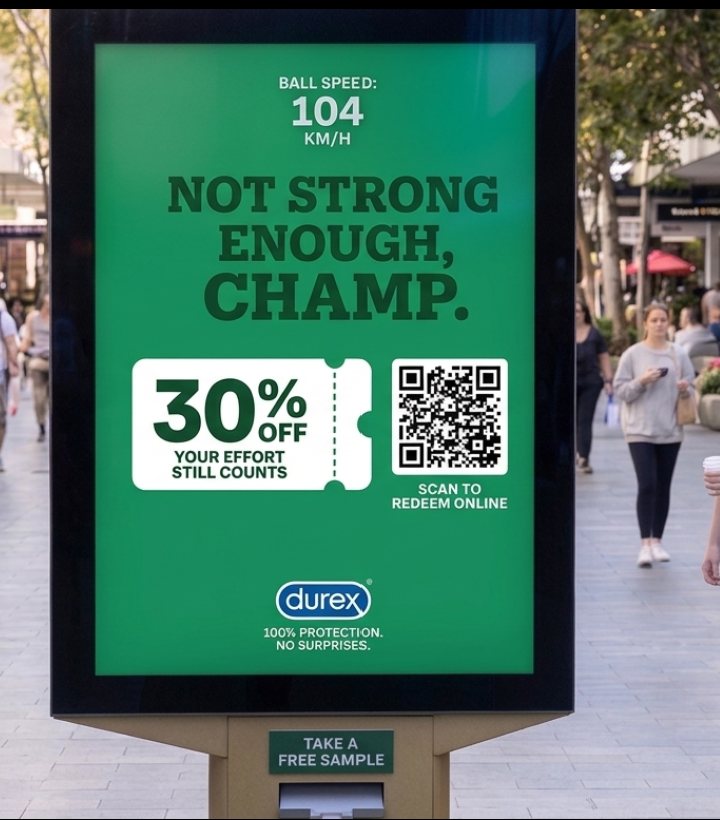 BALL SPEED:
104
KM/H
NOT STRONG
ENOUGH,
CHAMP.
30%
OFF
YOUR EFFORT
STILL COUNTS
SCAN TO
REDEEM ONLINE
durex®
100% PROTECTION.
NO SURPRISES.
TAKE A
FREE SAMPLE